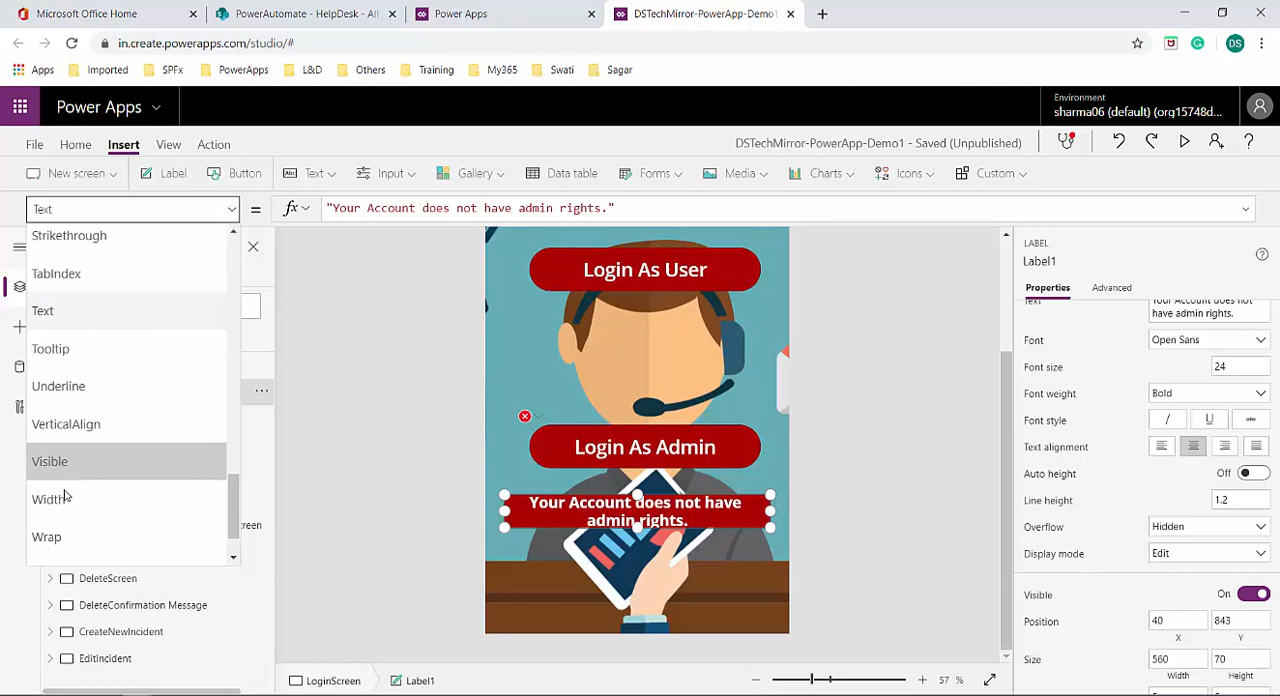 Microsoft Office Home
PowerAutomate - HelpDesk - All
Power Apps
DSTechMirror-PowerApp-Demo1
in.create.powerapps.com/studio/#
DS
Apps
Imported
SPFx
PowerApps
L&D
Others
Training
My365
Swati
Sagar
Power Apps
Environment
sharma06 (default) (org15748d...
File
Home
Insert
View
Action
DSTechMirror-PowerApp-Demo1 - Saved (Unpublished)
New screen
Label
Button
Text
Input
Gallery
Data table
Forms
Media
Charts
Icons
Custom
Text
=
fx
"Your Account does not have admin rights."
Strikethrough
TabIndex
Text
Tooltip
Underline
VerticalAlign
Visible
Width
Wrap
een
DeleteScreen
DeleteConfirmation Message
CreateNewIncident
EditIncident
Login As User
Login As Admin
Your Account does not have
admin rights.
LABEL
Label1
Properties
Advanced
Text
Your Account does not
have admin rights.
Font
Open Sans
Font size
24
Font weight
Bold
Font style
Text alignment
Auto height
Off
Line height
1.2
Overflow
Hidden
Display mode
Edit
Visible
On
Position
40
843
X
Y
Size
560
70
Width
Height
LoginScreen
Label1
57 %